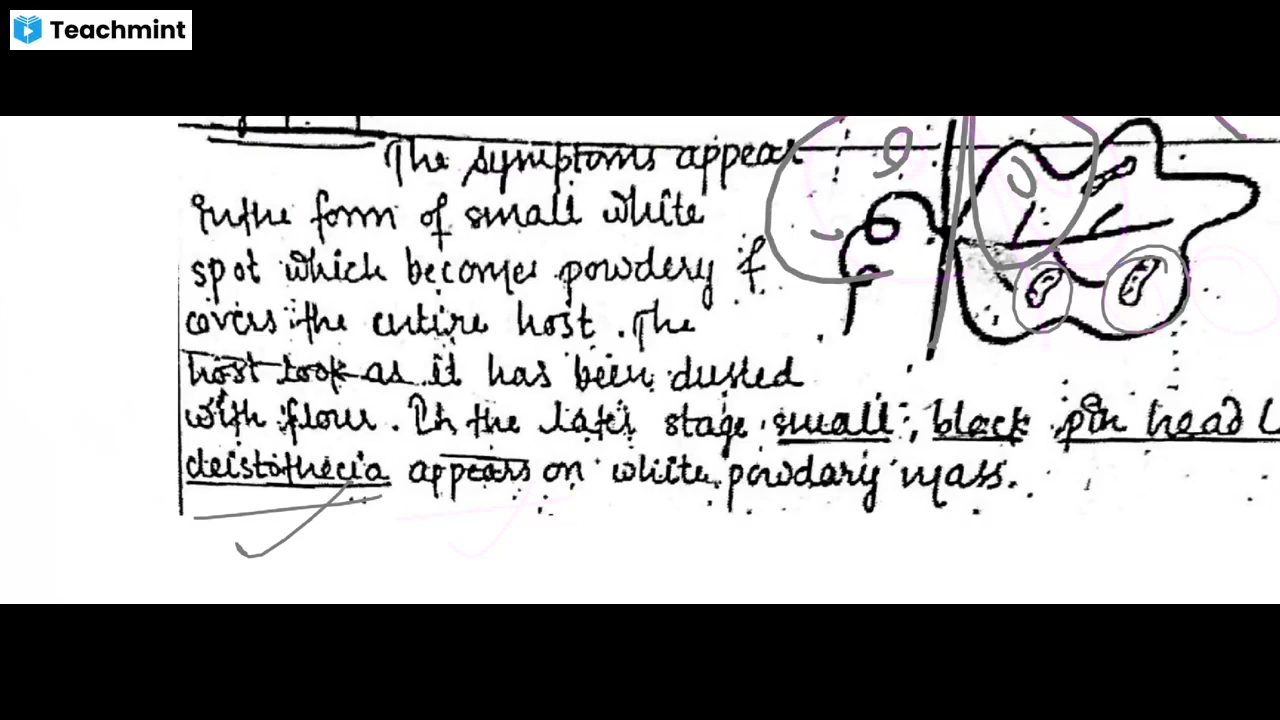 Teachmint
The symptoms appear
In the form of small white
spot which becomes powdery &
covers the entire host. The
host look as it has been dusted
with flour. In the later stage small, black pin head
cleistothecia appears on white powdary mass.